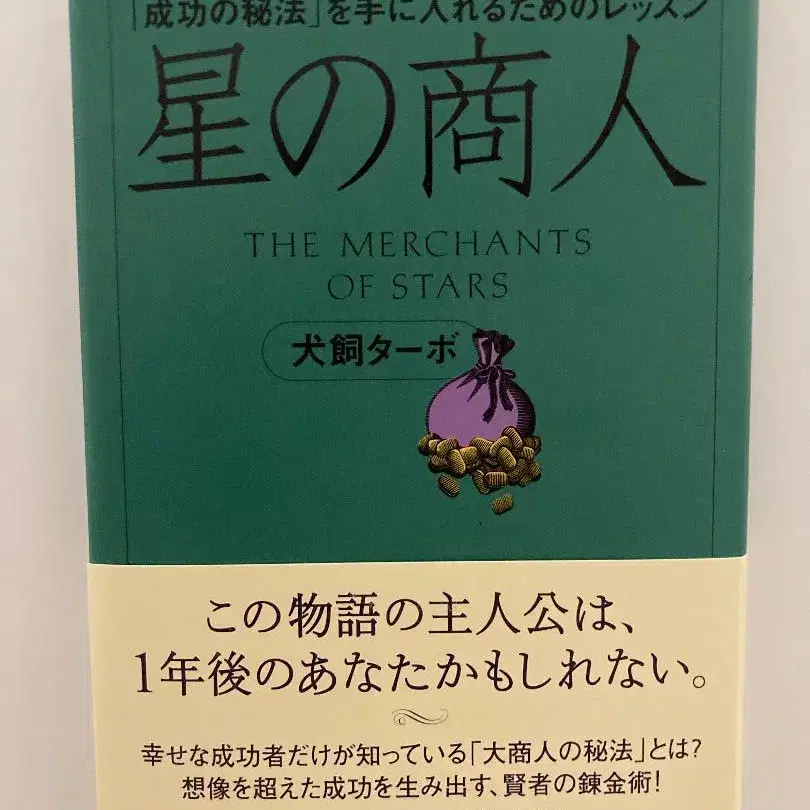 「成功の秘法」を手に入れるためのレッスン
星の商人
THE MERCHANTS
OF STARS
犬飼ターボ
この物語の主人公は、
1年後のあなたかもしれない。
幸せな成功者だけが知っている「大商人の秘法」とは?
想像を超えた成功を生み出す、賢者の錬金術!